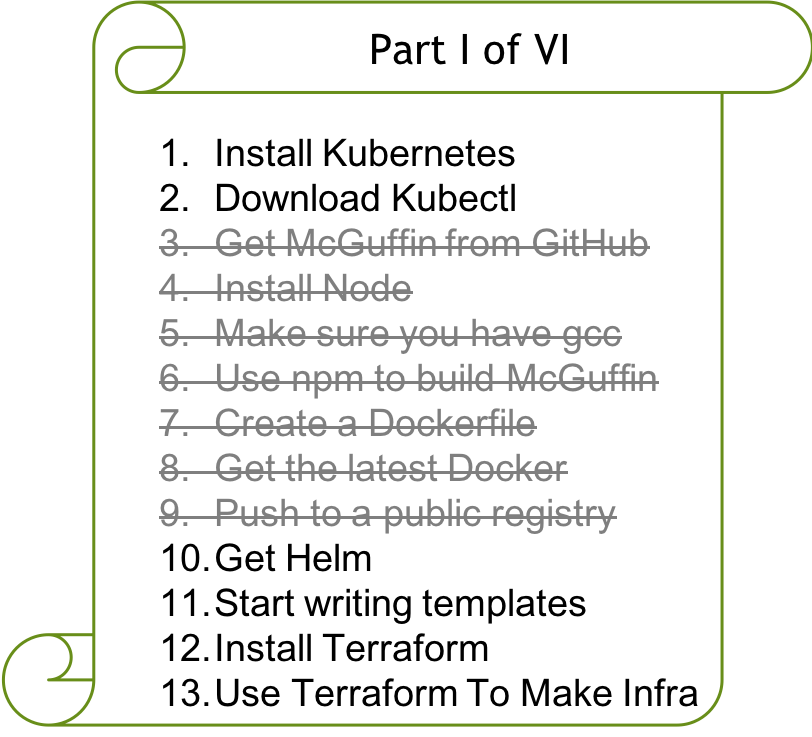 Part I of VI
1. Install Kubernetes
2. Download Kubectl
3. Get McGuffin from GitHub
4. Install Node
5. Make sure you have gcc
6. Use npm to build McGuffin
7. Create a Dockerfile
8. Get the latest Docker
9. Push to a public registry
10. Get Helm
11. Start writing templates
12. Install Terraform
13. Use Terraform To Make Infra